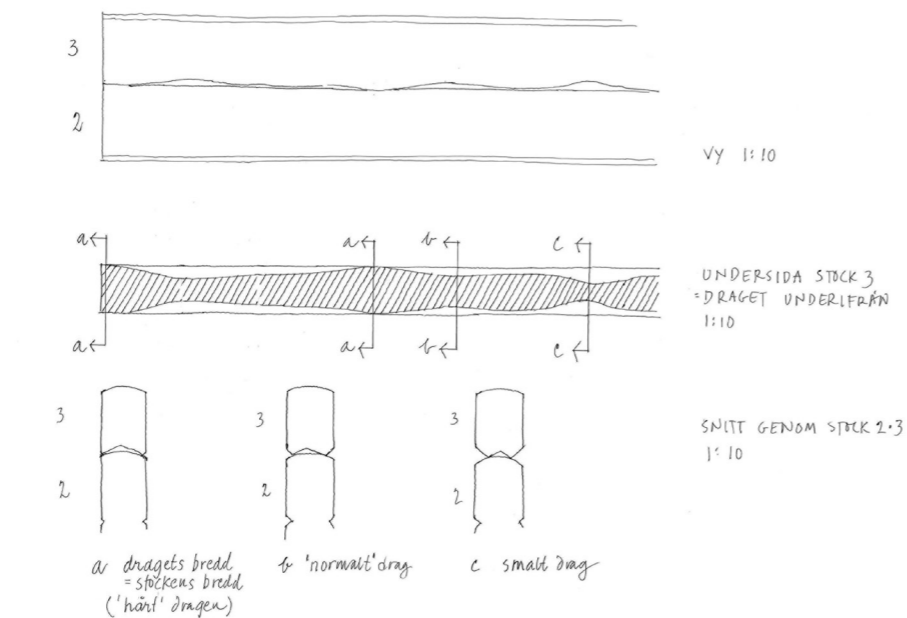 3
2
VY 1:10
a a b c
UNDERSIDA STOCK 3
=DRAGET UNDERIFRÅN
1:10
a a b c
3 3 3
SNITT GENOM STOCK 2·3
1:10
2 2 2
a dragets bredd
= stockens bredd
('hårt' dragen)
b 'normalt' drag
c smalt drag